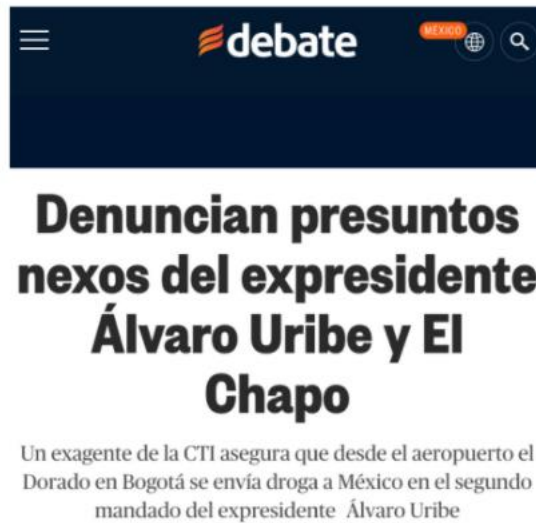 debate
MÉXICO
Denuncian presuntos
nexos del expresidente
Álvaro Uribe y El
Chapo
Un exagente de la CTI asegura que desde el aeropuerto el
Dorado en Bogotá se envía droga a México en el segundo
mandado del expresidente Álvaro Uribe